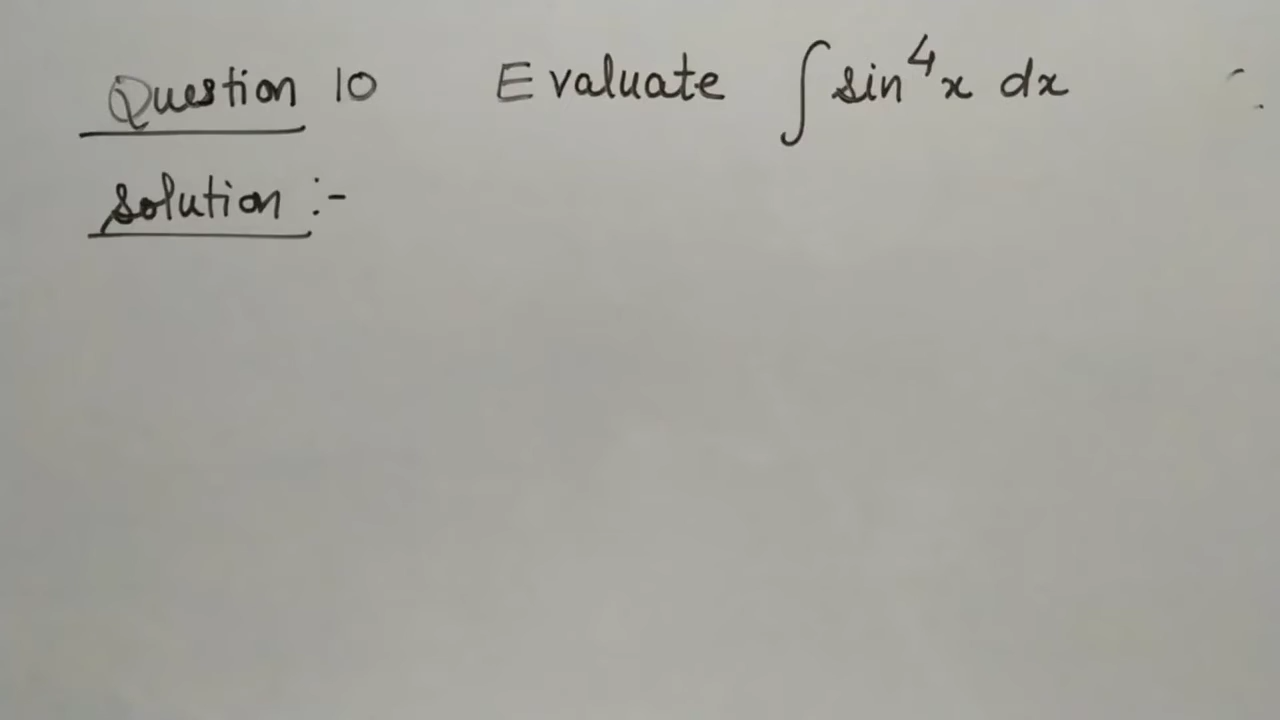 Question 10 Evaluate ∫ sin⁴x dx
Solution :-